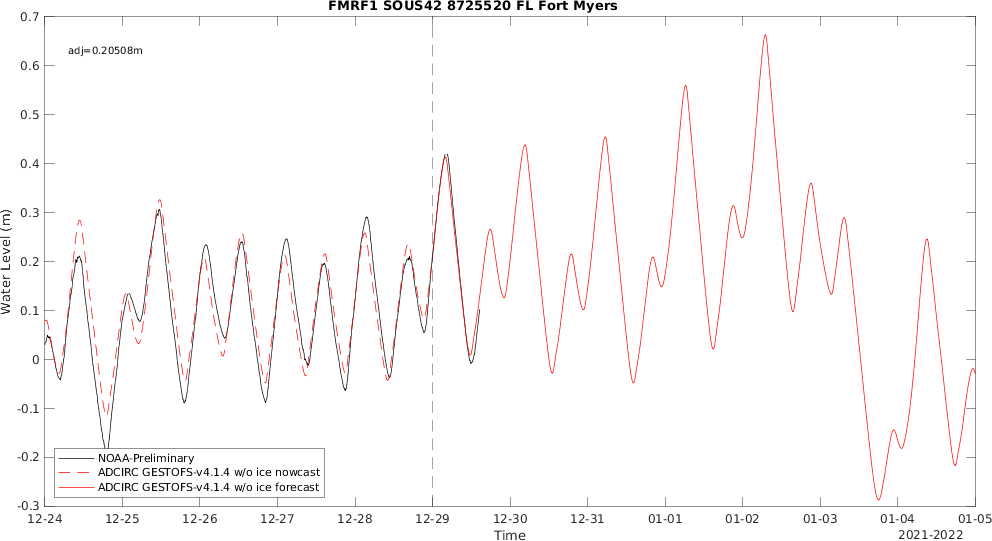 FMRF1 SOUS42 8725520 FL Fort Myers
0.7
adj=0.20508m
0.6
0.5
0.4
0.3
0.2
0.1
0
-0.1
-0.2
-0.3
Water Level (m)
NOAA-Preliminary
ADCIRC GESTOFS-v4.1.4 w/o ice nowcast
ADCIRC GESTOFS-v4.1.4 w/o ice forecast
12-24 12-25 12-26 12-27 12-28 12-29 12-30 12-31 01-01 01-02 01-03 01-04 01-05
Time
2021-2022